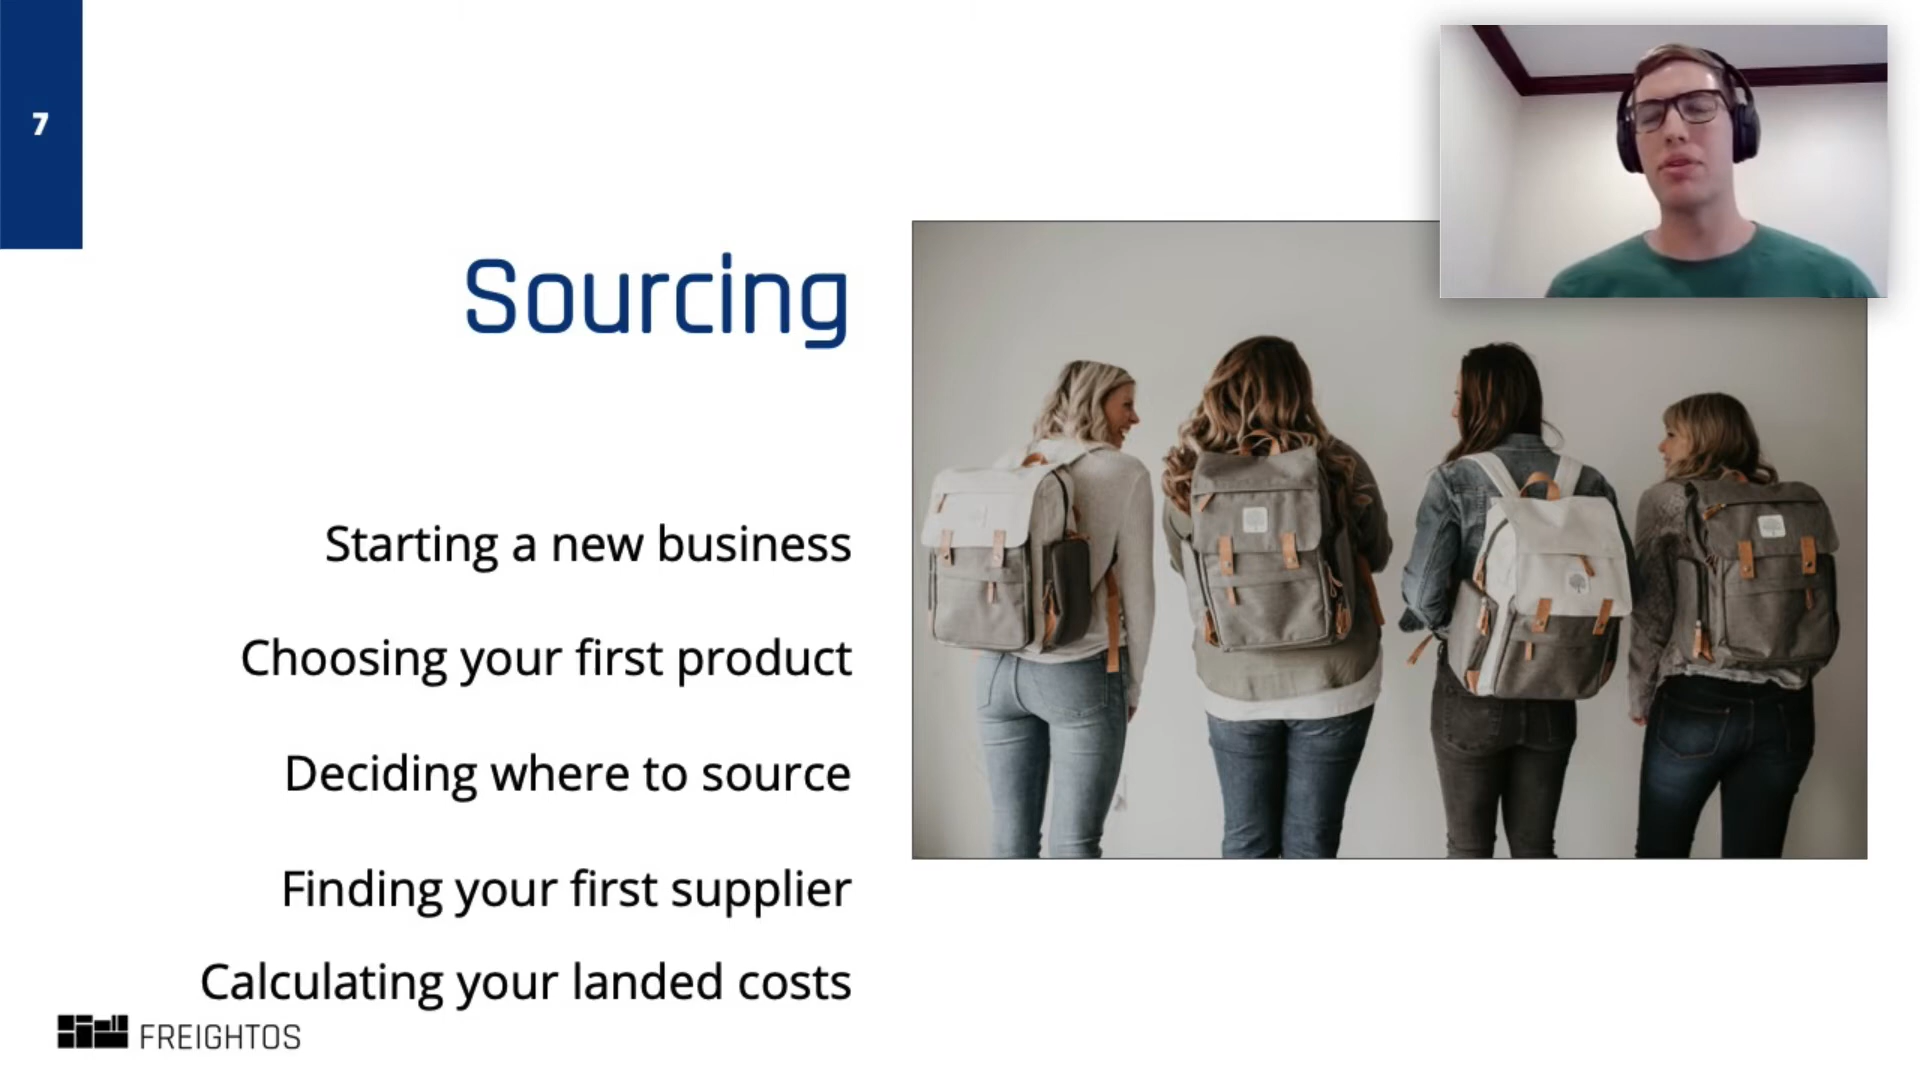 7
Sourcing
Starting a new business
Choosing your first product
Deciding where to source
Finding your first supplier
Calculating your landed costs
FREIGHTOS